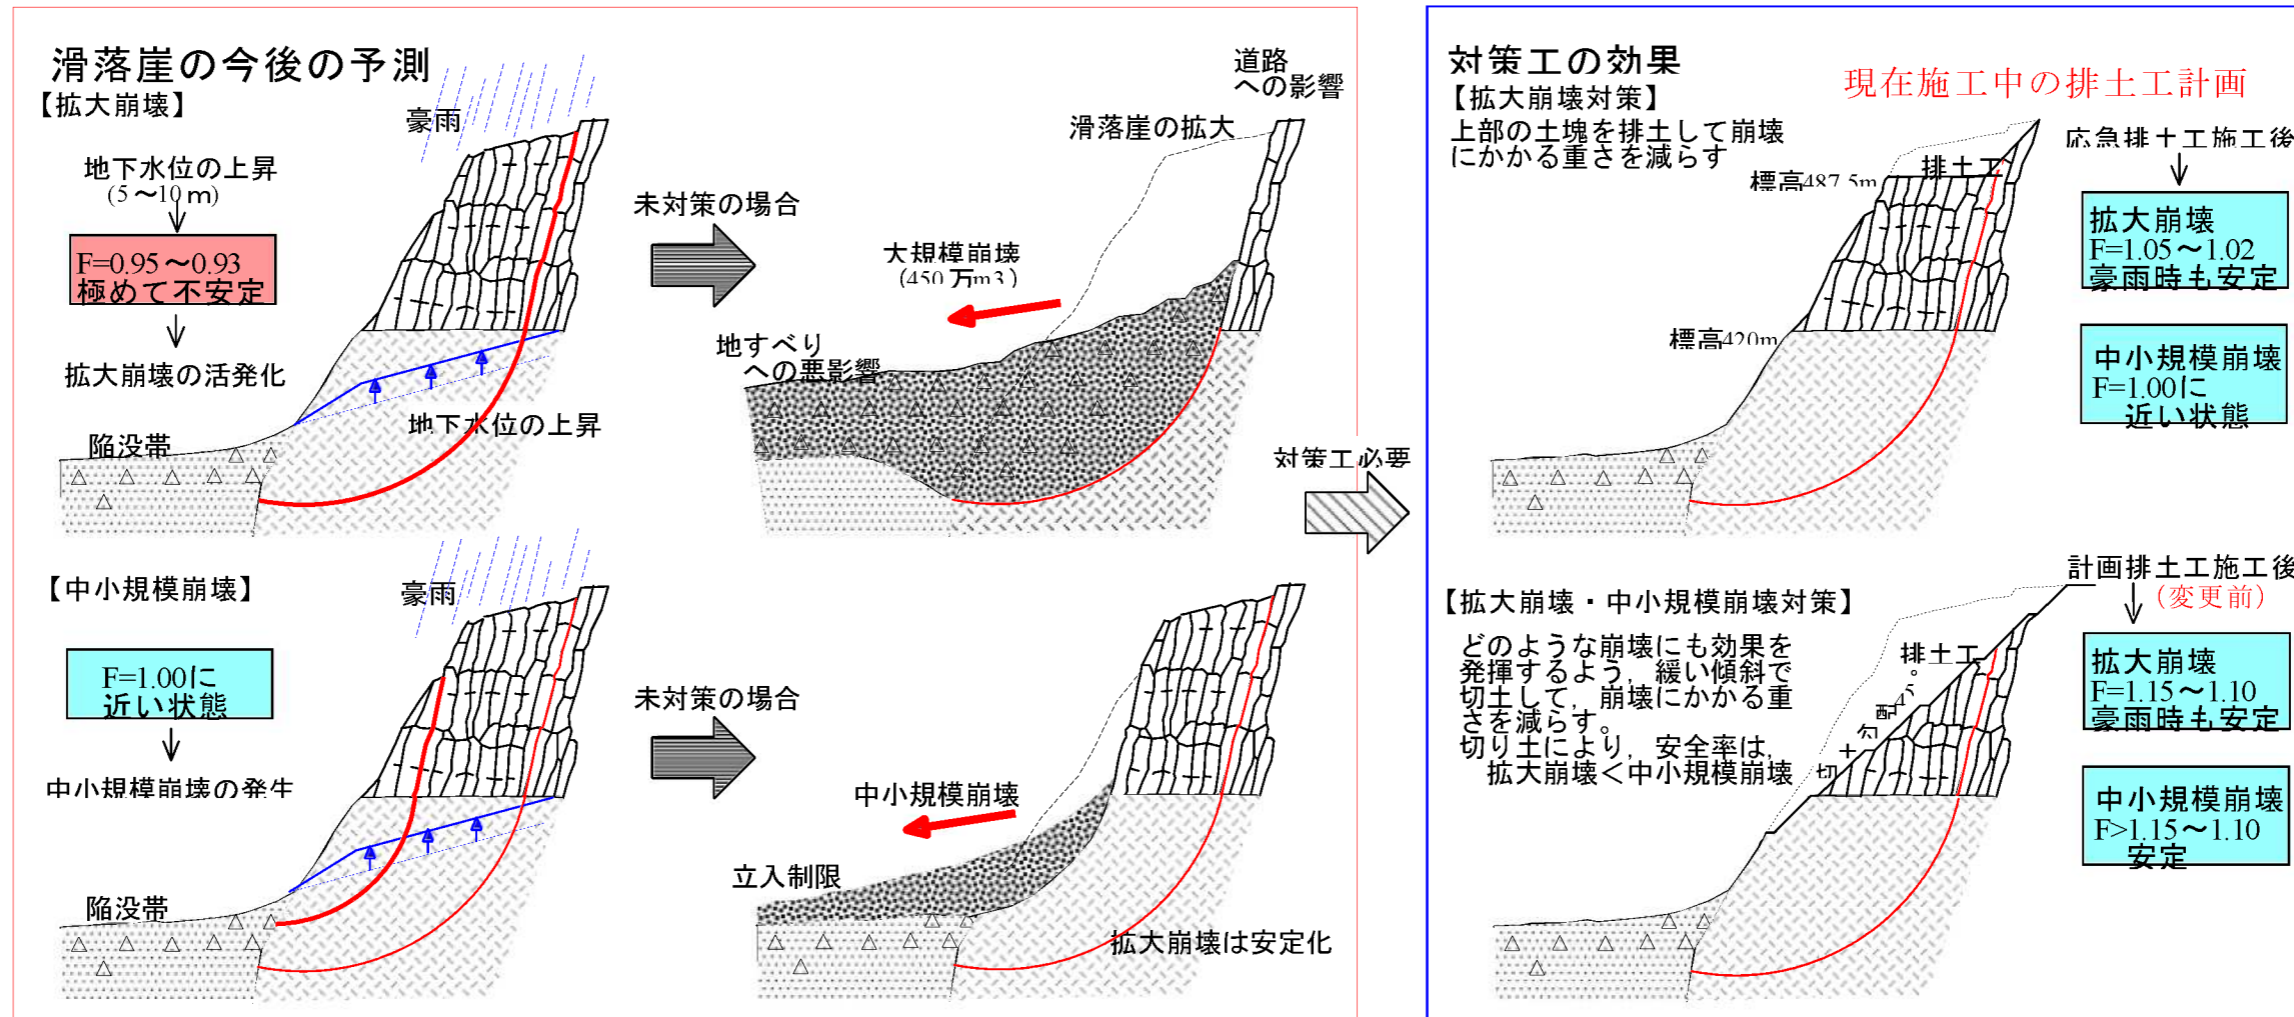 滑落崖の今後の予測
【拡大崩壊】
豪雨
地下水位の上昇
(5～10m)
F=0.95～0.93
極めて不安定
拡大崩壊の活発化
陥没帯
地下水位の上昇
未対策の場合
道路
への影響
滑落崖の拡大
大規模崩壊
(450万m3)
地すべり
への悪影響
【中小規模崩壊】
豪雨
F=1.00に
近い状態
中小規模崩壊の発生
陥没帯
未対策の場合
中小規模崩壊
立入制限
拡大崩壊は安定化
対策工必要
対策工の効果
現在施工中の排土工計画
【拡大崩壊対策】
上部の土塊を排土して崩壊
にかかる重さを減らす
標高487.5m
排土工
標高420m
応急排土工施工後
拡大崩壊
F=1.05～1.02
豪雨時も安定
中小規模崩壊
F=1.00に
近い状態
【拡大崩壊・中小規模崩壊対策】
どのような崩壊にも効果を
発揮するよう，緩い傾斜で
切土して，崩壊にかかる重
さを減らす。
切り土により，安全率は，
拡大崩壊＜中小規模崩壊
排土工
切土勾配45°
計画排土工施工後
(変更前)
拡大崩壊
F=1.15～1.10
豪雨時も安定
中小規模崩壊
F>1.15～1.10
安定